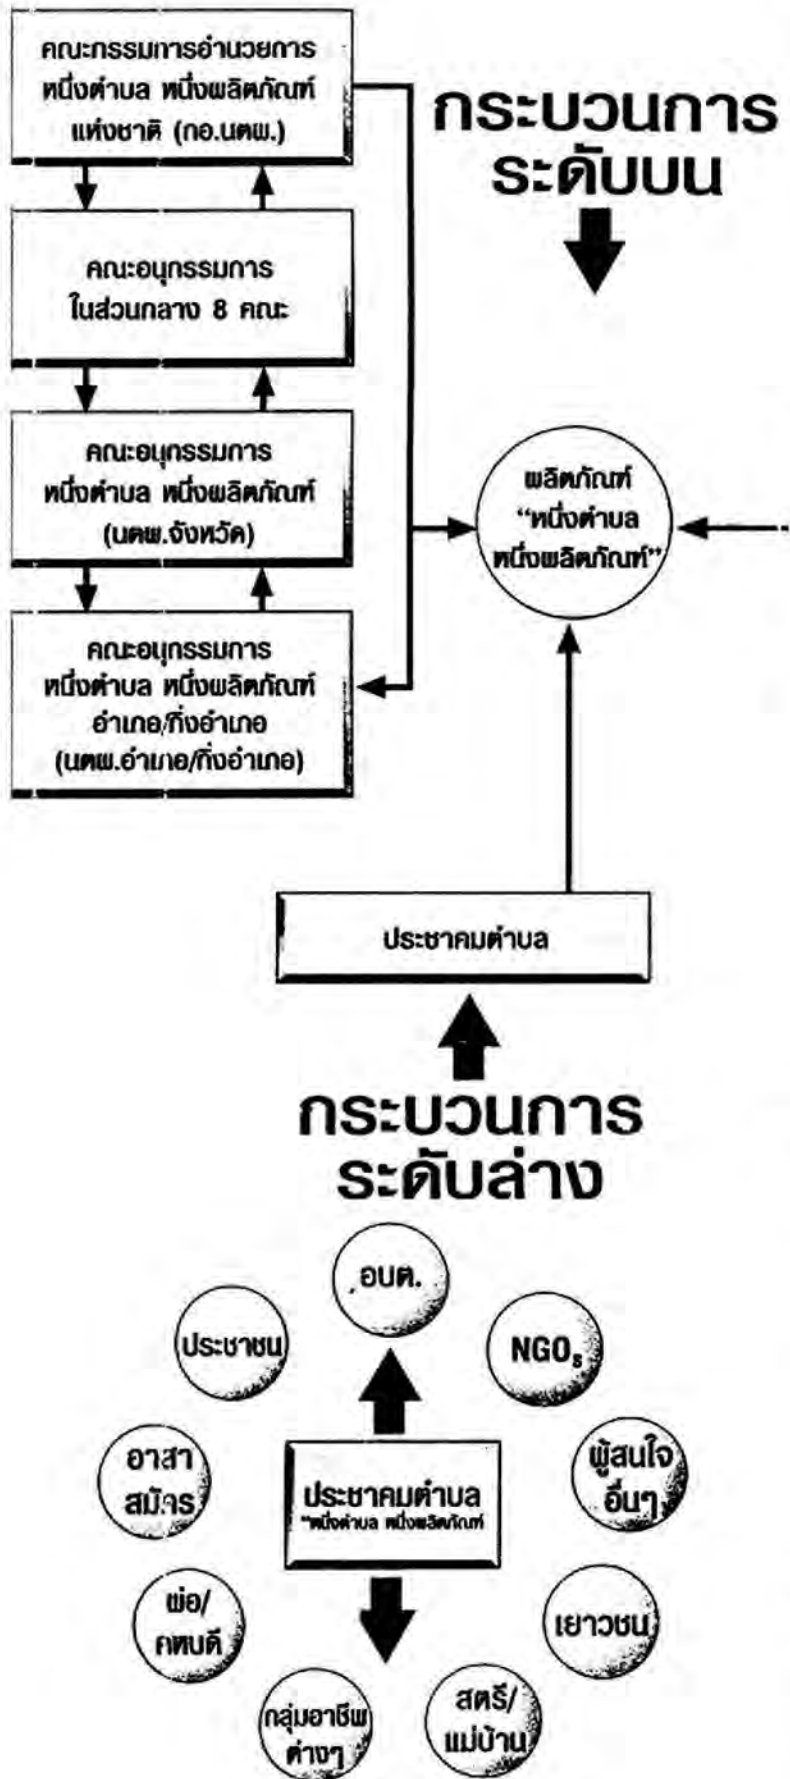 คณะกรรมการอำนวยการ
หนึ่งตำบล หนึ่งผลิตภัณฑ์
แห่งชาติ (กอ.นตผ.)
กระบวนการ
ระดับบน
คณะอนุกรรมการ
ในส่วนกลาง 8 คณะ
คณะอนุกรรมการ
หนึ่งตำบล หนึ่งผลิตภัณฑ์
(นตผ.จังหวัด)
ผลิตภัณฑ์
“หนึ่งตำบล
หนึ่งผลิตภัณฑ์”
คณะอนุกรรมการ
หนึ่งตำบล หนึ่งผลิตภัณฑ์
อำเภอ/กิ่งอำเภอ
(นตผ.อำเภอ/กิ่งอำเภอ)
ประชาคมตำบล
กระบวนการ
ระดับล่าง
อบต.
ประชาชน
NGOs
อาสา
สมัคร
ผู้สนใจ
อื่นๆ
ประชาคมตำบล
"หนึ่งตำบล หนึ่งผลิตภัณฑ์
พ่อ/
คหบดี
เยาวชน
กลุ่มอาชีพ
ต่างๆ
สตรี/
แม่บ้าน